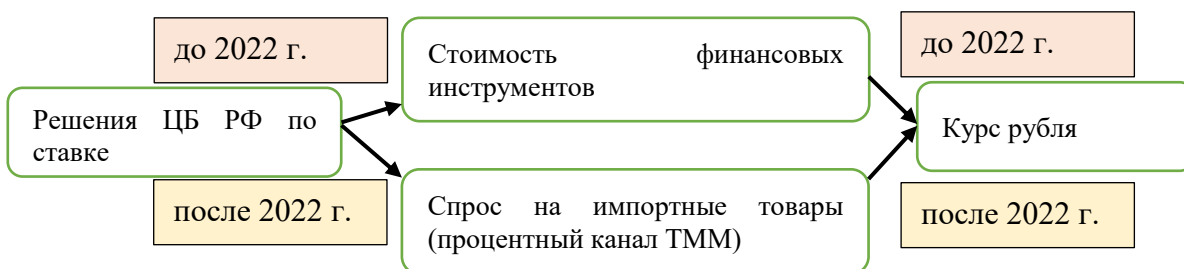 до 2022 г.
Стоимость финансовых
инструментов
до 2022 г.
Решения ЦБ РФ по
ставке
Курс рубля
после 2022 г.
Спрос на импортные товары
(процентный канал ТММ)
после 2022 г.